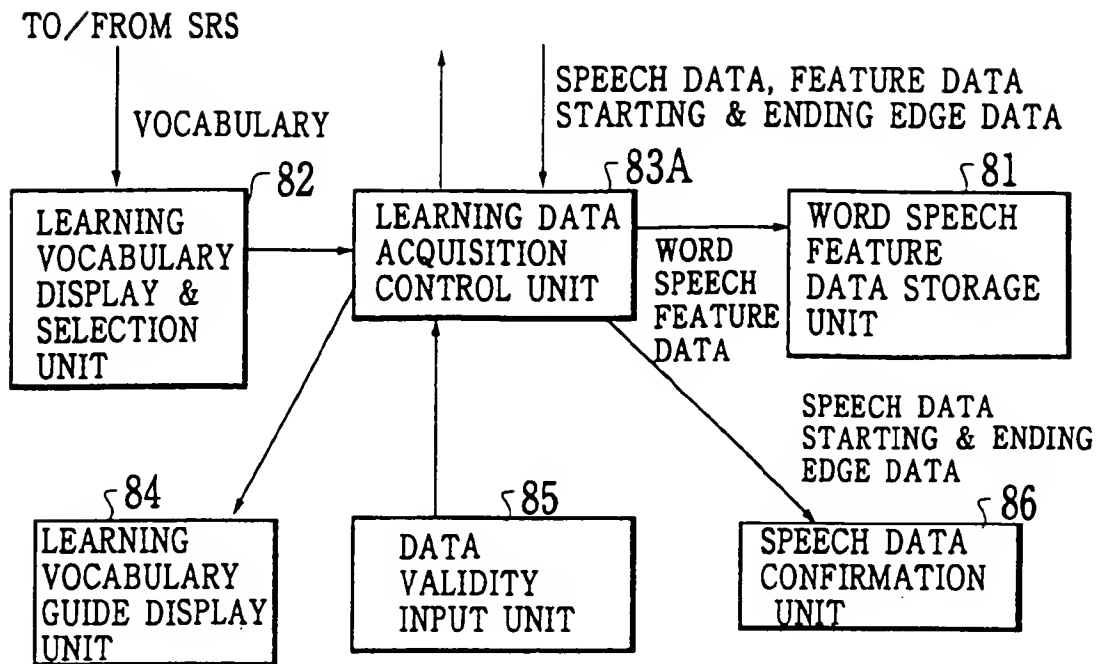 TO/FROM SRS
VOCABULARY
SPEECH DATA, FEATURE DATA
STARTING & ENDING EDGE DATA
82
LEARNING
VOCABULARY
DISPLAY &
SELECTION
UNIT
83A
LEARNING DATA
ACQUISITION
CONTROL UNIT
WORD
SPEECH
FEATURE
DATA
81
WORD SPEECH
FEATURE
DATA STORAGE
UNIT
SPEECH DATA
STARTING & ENDING
EDGE DATA
84
LEARNING
VOCABULARY
GUIDE DISPLAY
UNIT
85
DATA
VALIDITY
INPUT UNIT
86
SPEECH DATA
CONFIRMATION
UNIT